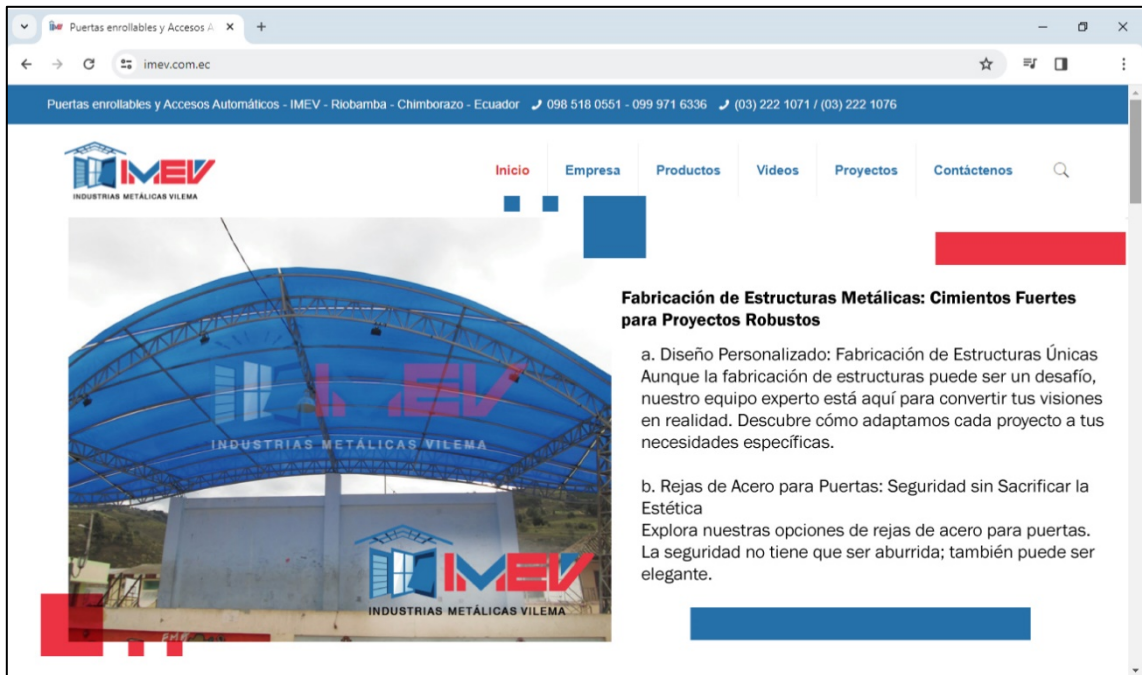 Puertas enrollables y Accesos A
imev.com.ec
Puertas enrollables y Accesos Automáticos - IMEV - Riobamba - Chimborazo - Ecuador 098 518 0551 - 099 971 6336 (03) 222 1071 / (03) 222 1076
IMEV
INDUSTRIAS METÁLICAS VILEMA
Inicio Empresa Productos Videos Proyectos Contáctenos
IMEV
INDUSTRIAS METÁLICAS VILEMA
IMEV
INDUSTRIAS METÁLICAS VILEMA
Fabricación de Estructuras Metálicas: Cimientos Fuertes
para Proyectos Robustos
a. Diseño Personalizado: Fabricación de Estructuras Únicas
Aunque la fabricación de estructuras puede ser un desafío,
nuestro equipo experto está aquí para convertir tus visiones
en realidad. Descubre cómo adaptamos cada proyecto a tus
necesidades específicas.
b. Rejas de Acero para Puertas: Seguridad sin Sacrificar la
Estética
Explora nuestras opciones de rejas de acero para puertas.
La seguridad no tiene que ser aburrida; también puede ser
elegante.